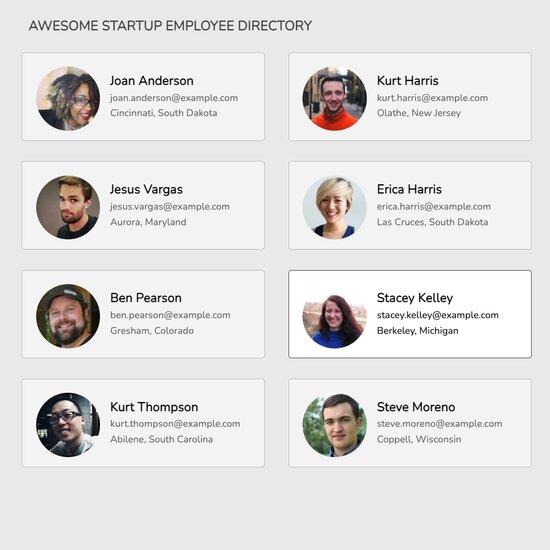 AWESOME STARTUP EMPLOYEE DIRECTORY
Joan Anderson
joan.anderson@example.com
Cincinnati, South Dakota
Kurt Harris
kurt.harris@example.com
Olathe, New Jersey
Jesus Vargas
jesus.vargas@example.com
Aurora, Maryland
Erica Harris
erica.harris@example.com
Las Cruces, South Dakota
Ben Pearson
ben.pearson@example.com
Gresham, Colorado
Stacey Kelley
stacey.kelley@example.com
Berkeley, Michigan
Kurt Thompson
kurt.thompson@example.com
Abilene, South Carolina
Steve Moreno
steve.moreno@example.com
Coppell, Wisconsin